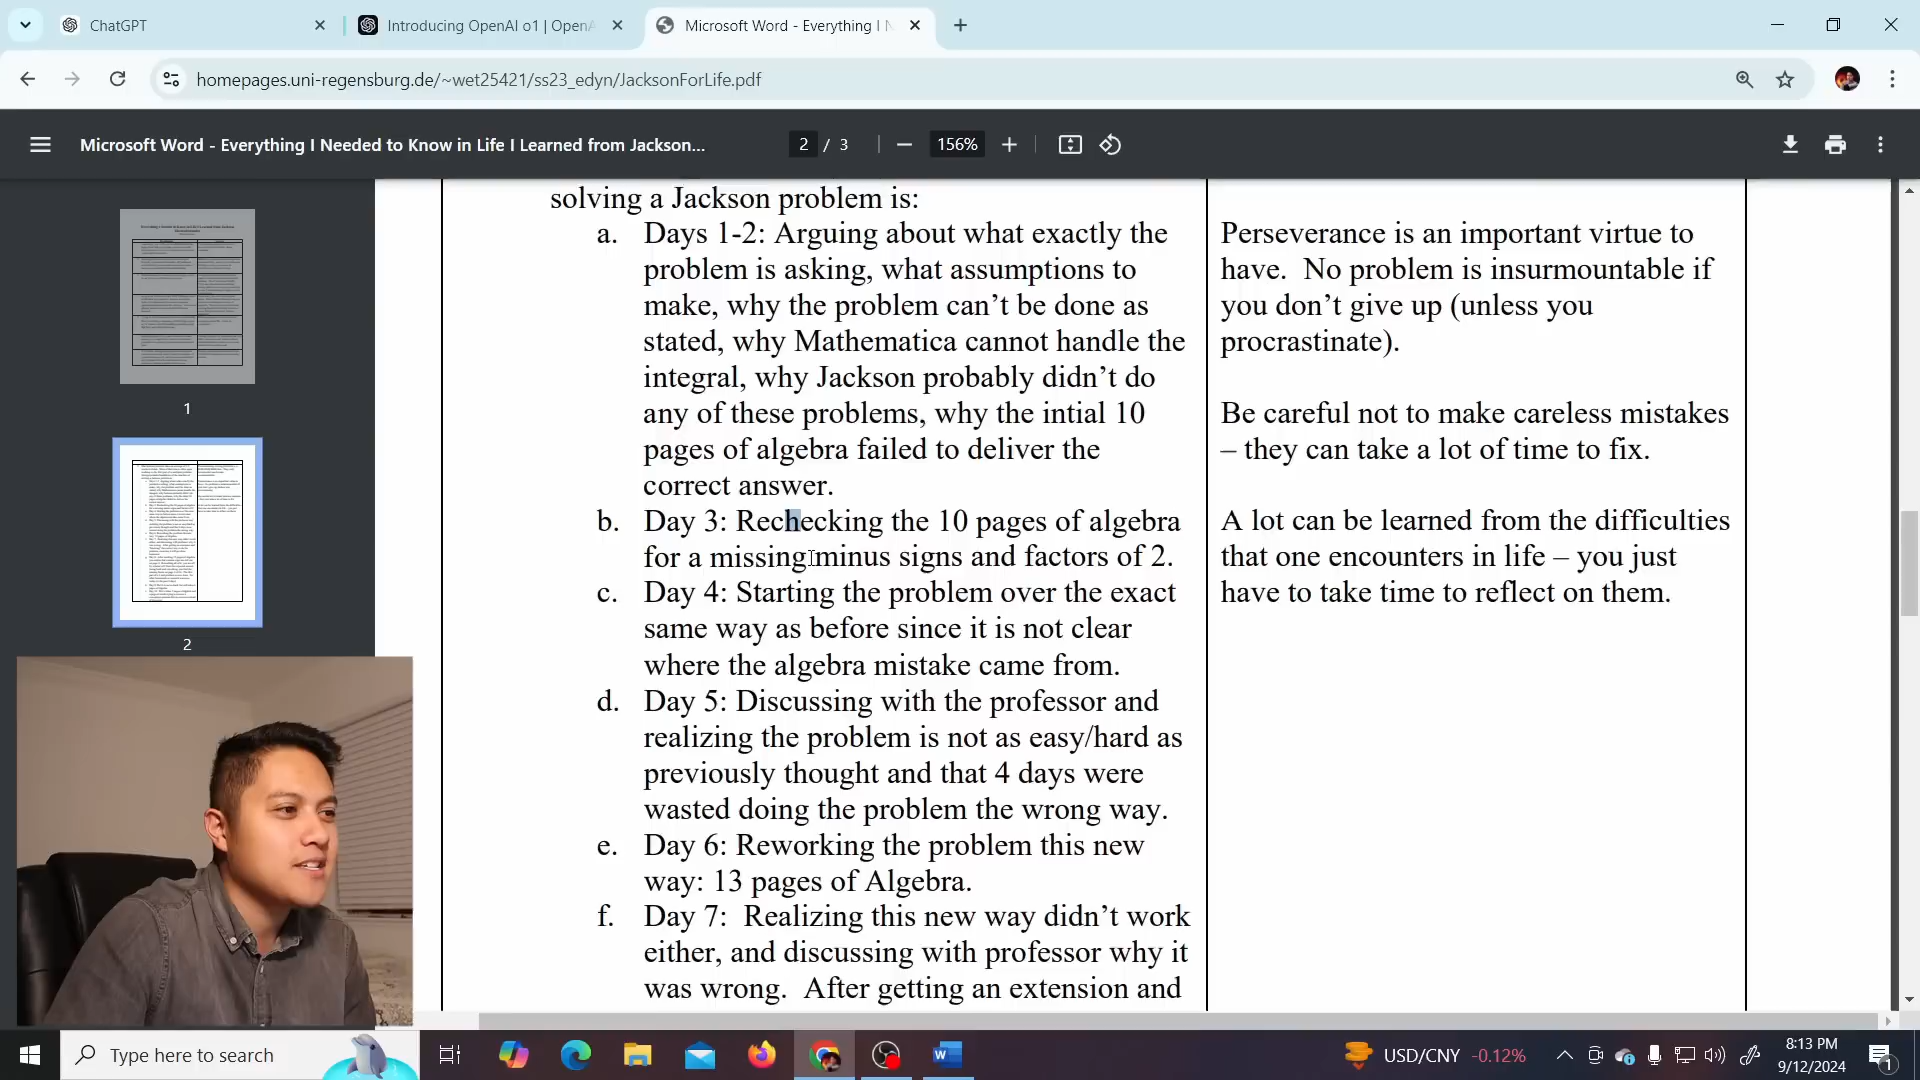 ChatGPT
Introducing OpenAI o1 | OpenA
Microsoft Word - Everything I N
homepages.uni-regensburg.de/~wet25421/ss23_edyn/JacksonForLife.pdf
Microsoft Word - Everything I Needed to Know in Life I Learned from Jackson...
2 / 3
156%
1
2
solving a Jackson problem is:
a. Days 1-2: Arguing about what exactly the
problem is asking, what assumptions to
make, why the problem can't be done as
stated, why Mathematica cannot handle the
integral, why Jackson probably didn't do
any of these problems, why the intial 10
pages of algebra failed to deliver the
correct answer.
b. Day 3: Rechecking the 10 pages of algebra
for a missing minus signs and factors of 2.
c. Day 4: Starting the problem over the exact
same way as before since it is not clear
where the algebra mistake came from.
d. Day 5: Discussing with the professor and
realizing the problem is not as easy/hard as
previously thought and that 4 days were
wasted doing the problem the wrong way.
e. Day 6: Reworking the problem this new
way: 13 pages of Algebra.
f. Day 7: Realizing this new way didn't work
either, and discussing with professor why it
was wrong. After getting an extension and
Perseverance is an important virtue to
have. No problem is insurmountable if
you don't give up (unless you
procrastinate).
Be careful not to make careless mistakes
– they can take a lot of time to fix.
A lot can be learned from the difficulties
that one encounters in life – you just
have to take time to reflect on them.
Type here to search
USD/CNY -0.12%
8:13 PM
9/12/2024
1